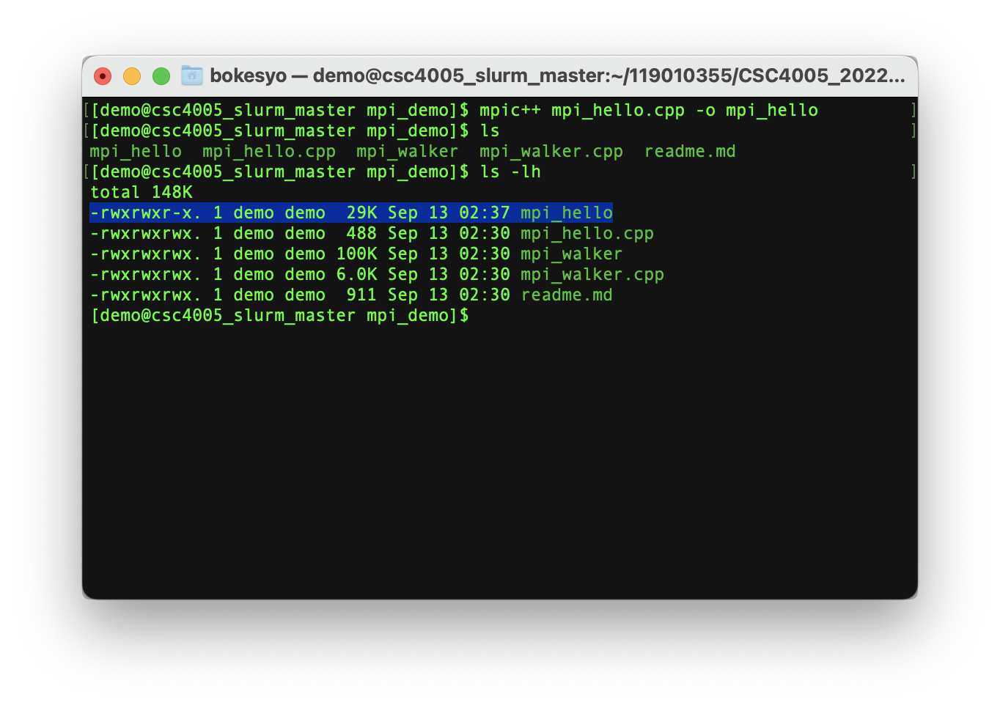 bokesyo — demo@csc4005_slurm_master:~/119010355/CSC4005_2022...
[[demo@csc4005_slurm_master mpi_demo]$ mpic++ mpi_hello.cpp -o mpi_hello ]
[[demo@csc4005_slurm_master mpi_demo]$ ls ]
mpi_hello  mpi_hello.cpp  mpi_walker  mpi_walker.cpp  readme.md
[[demo@csc4005_slurm_master mpi_demo]$ ls -lh ]
total 148K
-rwxrwxr-x. 1 demo demo  29K Sep 13 02:37 mpi_hello
-rwxrwxrwx. 1 demo demo  488 Sep 13 02:30 mpi_hello.cpp
-rwxrwxrwx. 1 demo demo 100K Sep 13 02:30 mpi_walker
-rwxrwxrwx. 1 demo demo 6.0K Sep 13 02:30 mpi_walker.cpp
-rwxrwxrwx. 1 demo demo  911 Sep 13 02:30 readme.md
[demo@csc4005_slurm_master mpi_demo]$